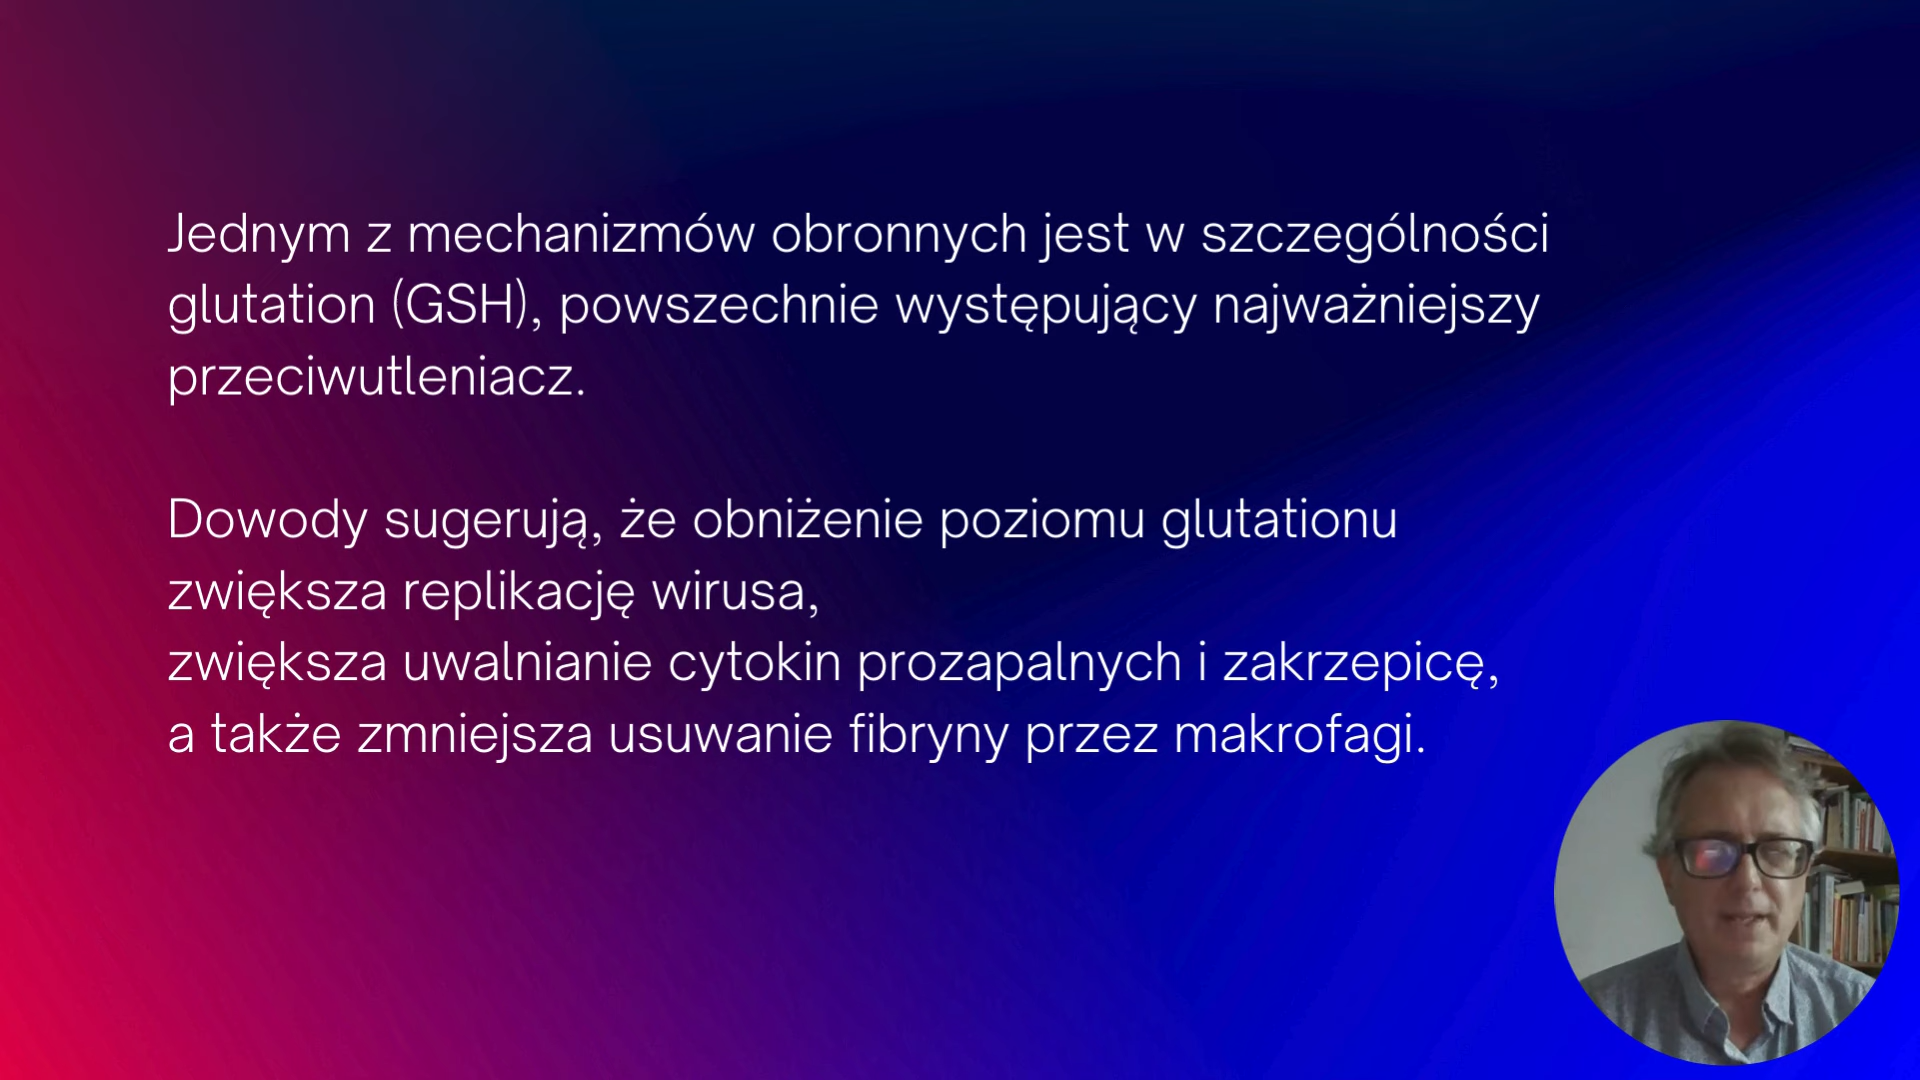 Jednym z mechanizmów obronnych jest w szczególności
glutation (GSH), powszechnie występujący najważniejszy
przeciwutleniacz.
Dowody sugerują, że obniżenie poziomu glutationu
zwiększa replikację wirusa,
zwiększa uwalnianie cytokin prozapalnych i zakrzepicę,
a także zmniejsza usuwanie fibryny przez makrofagi.